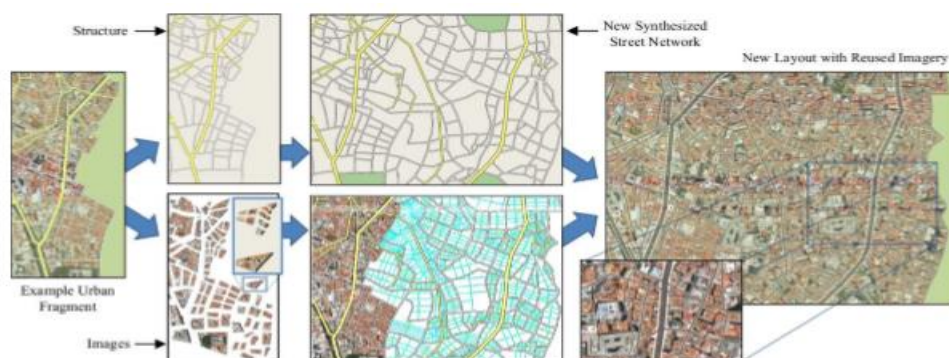 Structure
New Synthesized
Street Network
New Layout with Reused Imagery
Example Urban
Fragment
Images